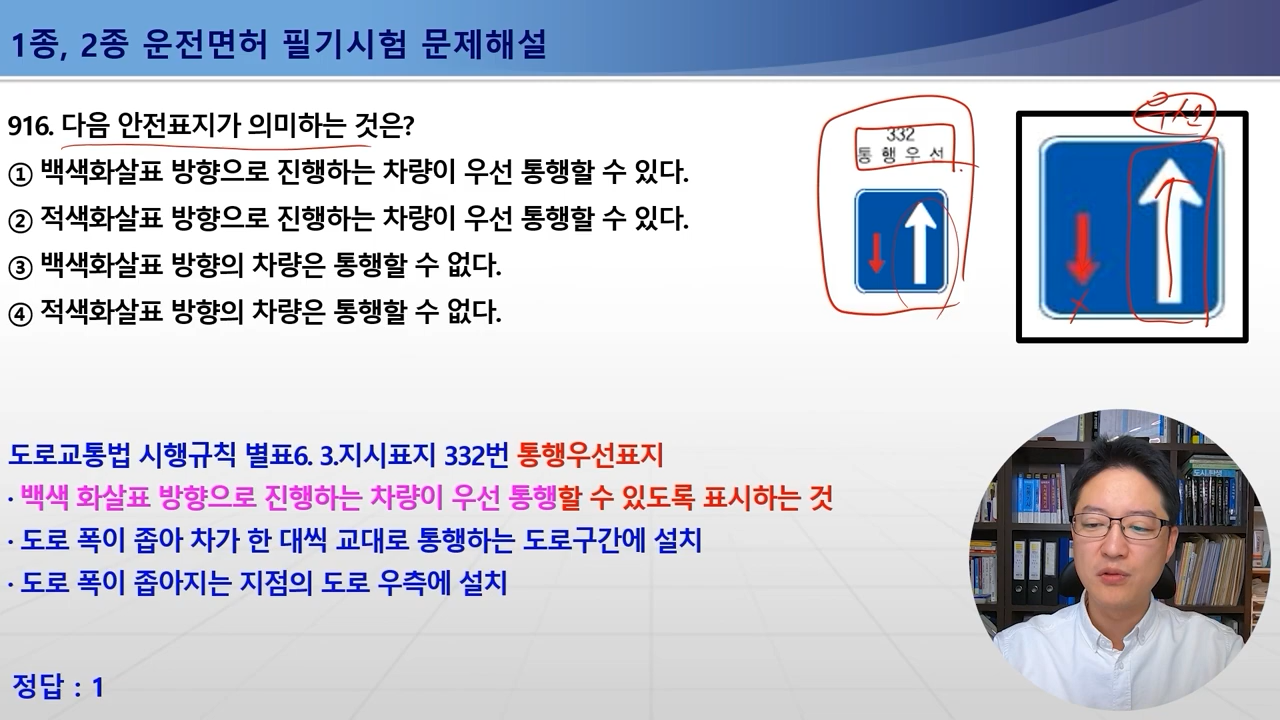 1종, 2종 운전면허 필기시험 문제해설
916. 다음 안전표지가 의미하는 것은?
① 백색화살표 방향으로 진행하는 차량이 우선 통행할 수 있다.
② 적색화살표 방향으로 진행하는 차량이 우선 통행할 수 있다.
③ 백색화살표 방향의 차량은 통행할 수 없다.
④ 적색화살표 방향의 차량은 통행할 수 없다.
332
통행우선
우선
도로교통법 시행규칙 별표6. 3.지시표지 332번 통행우선표지
· 백색 화살표 방향으로 진행하는 차량이 우선 통행할 수 있도록 표시하는 것
· 도로 폭이 좁아 차가 한 대씩 교대로 통행하는 도로구간에 설치
· 도로 폭이 좁아지는 지점의 도로 우측에 설치
정답 : 1